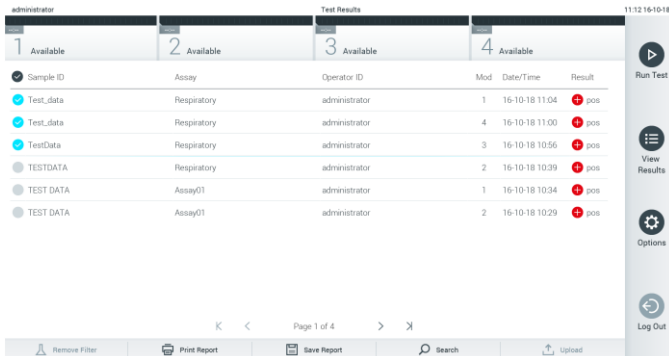 administrator Test Results 11:12 16-10-18
1 Available 2 Available 3 Available 4 Available
Run Test
Sample ID Assay Operator ID Mod Date/Time Result
Test_data Respiratory administrator 1 16-10-18 11:04 pos
Test_data Respiratory administrator 4 16-10-18 11:00 pos
TestData Respiratory administrator 3 16-10-18 10:56 pos
TESTDATA Respiratory administrator 2 16-10-18 10:39 pos
TEST DATA Assay01 administrator 1 16-10-18 10:34 pos
TEST DATA Assay01 administrator 2 16-10-18 10:29 pos
View
Results
Options
Page 1 of 4
Log Out
Remove Filter Print Report Save Report Search Upload